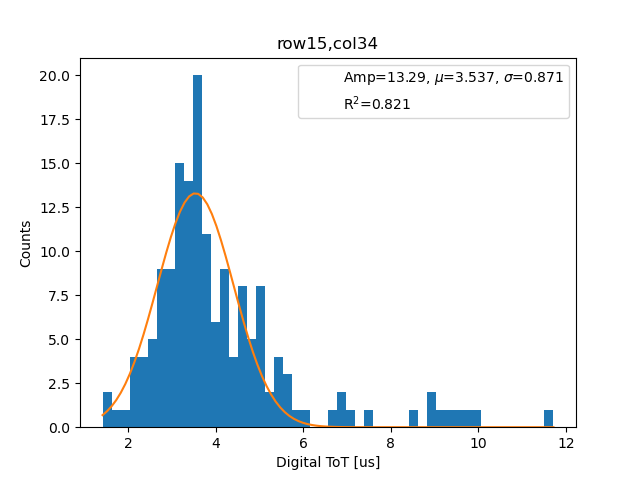 row15,col34
Amp=13.29, μ=3.537, σ=0.871
R²=0.821
Counts
20.0
17.5
15.0
12.5
10.0
7.5
5.0
2.5
0.0
2 4 6 8 10 12
Digital ToT [us]